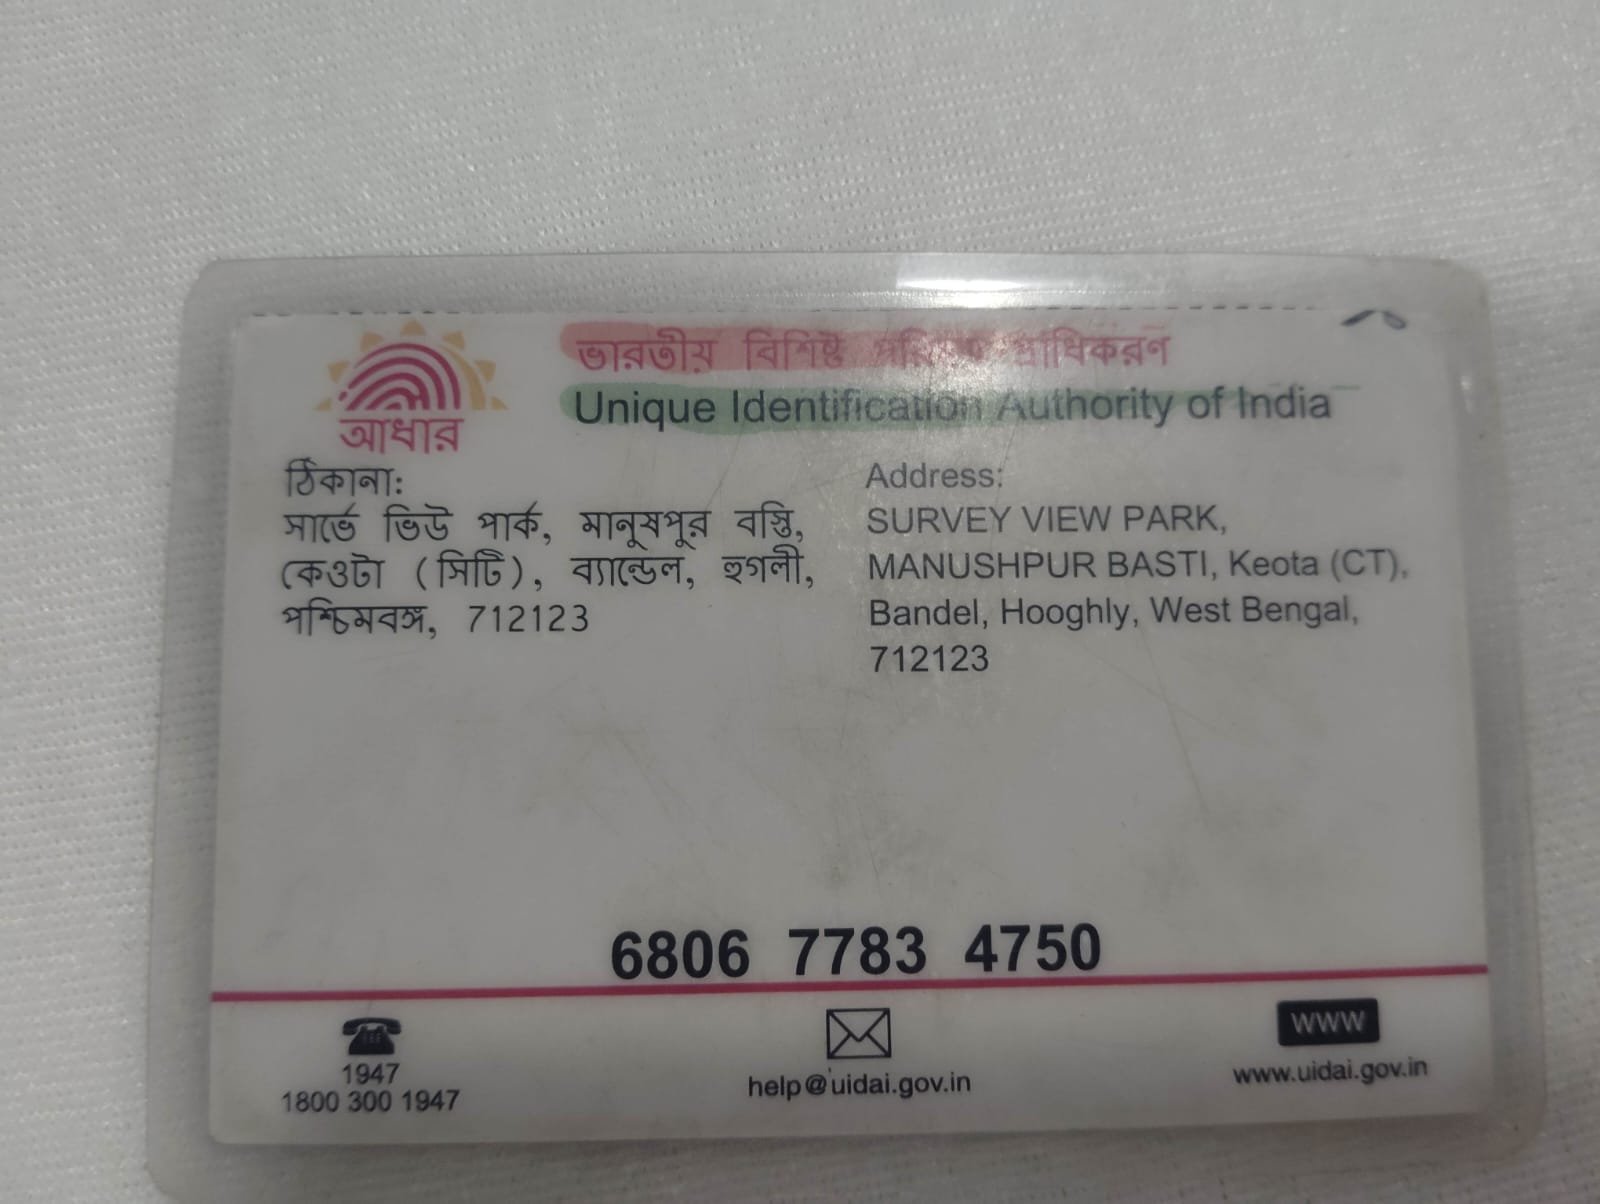 ভারতীয় বিশিষ্ট পরিচয় প্রাধিকরণ
Unique Identification Authority of India
আধার
ঠিকানা:
সার্ভে ভিউ পার্ক, মানুষপুর বস্তি,
কেওটা (সিটি), ব্যান্ডেল, হুগলী,
পশ্চিমবঙ্গ, 712123
Address:
SURVEY VIEW PARK,
MANUSHPUR BASTI, Keota (CT),
Bandel, Hooghly, West Bengal,
712123
6806 7783 4750
1947
1800 300 1947
help@uidai.gov.in
www
www.uidai.gov.in